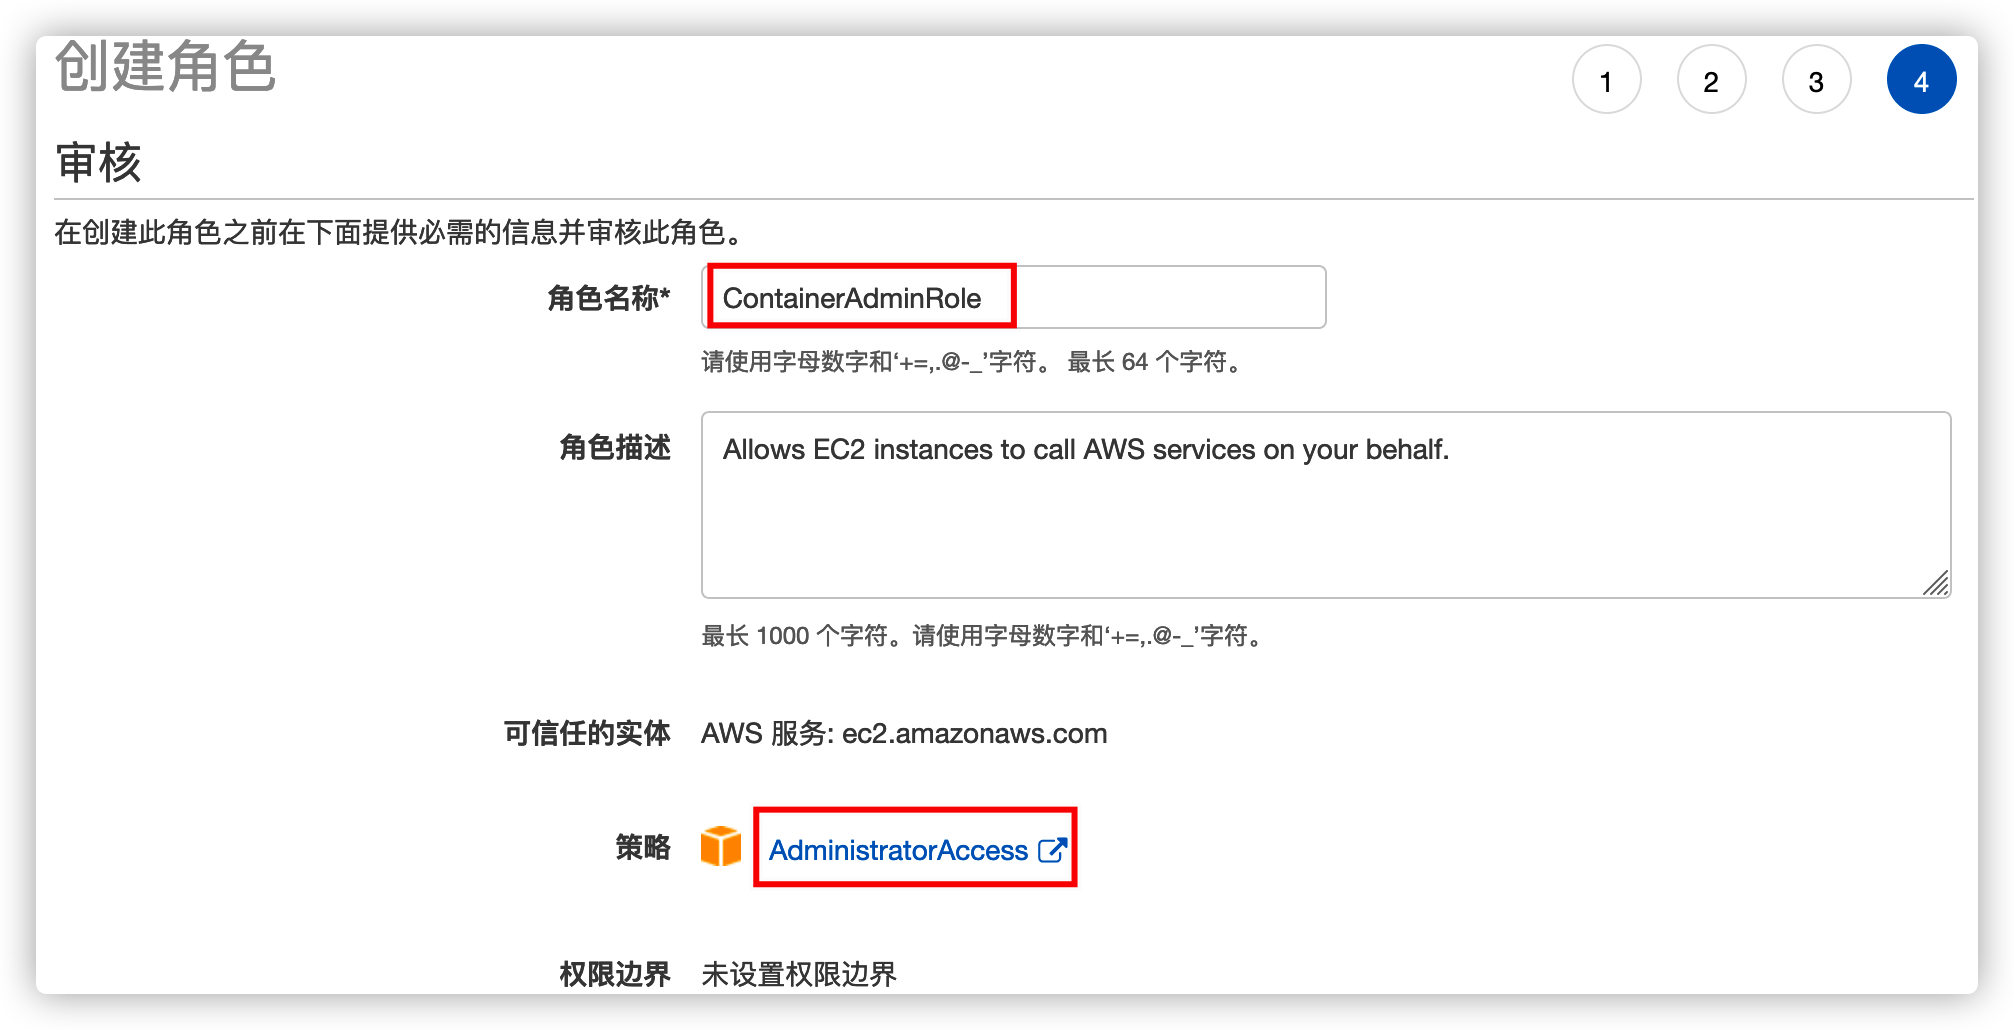 创建角色
1 2 3 4
审核
在创建此角色之前在下面提供必需的信息并审核此角色。
角色名称* ContainerAdminRole
请使用字母数字和‘+=,.@-_’字符。 最长 64 个字符。
角色描述 Allows EC2 instances to call AWS services on your behalf.
最长 1000 个字符。请使用字母数字和‘+=,.@-_’字符。
可信任的实体 AWS 服务: ec2.amazonaws.com
策略 AdministratorAccess
权限边界 未设置权限边界